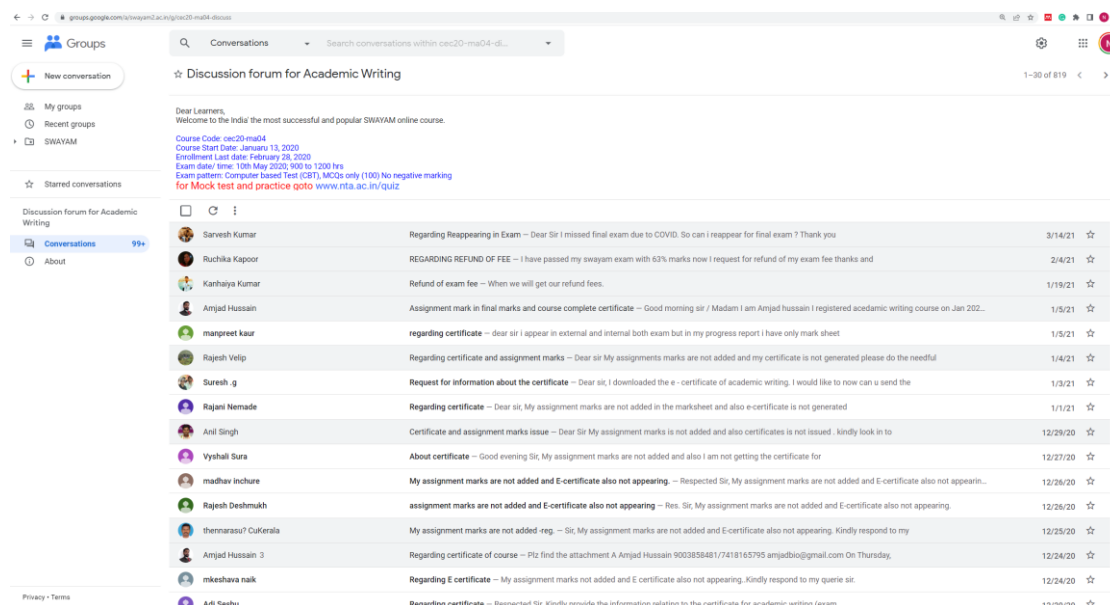 groups.google.com/a/swayam2.ac.in/g/cec20-ma04-discuss
Groups
Conversations
Search conversations within cec20-ma04-di...
New conversation
Discussion forum for Academic Writing
1–30 of 819
My groups
Recent groups
SWAYAM
Starred conversations
Discussion forum for Academic
Writing
Conversations 99+
About
Dear Learners,
Welcome to the India' the most successful and popular SWAYAM online course.
Course Code: cec20-ma04
Course Start Date: Januaru 13, 2020
Enrollment Last date: February 28, 2020
Exam date/ time: 10th May 2020; 900 to 1200 hrs
Exam pattern: Computer based Test (CBT), MCQs only (100) No negative marking
for Mock test and practice goto www.nta.ac.in/quiz
Sarvesh Kumar Regarding Reappearing in Exam – Dear Sir I missed final exam due to COVID. So can i reappear for final exam ? Thank you 3/14/21
Ruchika Kapoor REGARDING REFUND OF FEE – I have passed my swayam exam with 63% marks now I request for refund of my exam fee thanks and 2/4/21
Kanhaiya Kumar Refund of exam fee – When we will get our refund fees. 1/19/21
Amjad Hussain Assignment mark in final marks and course complete certificate – Good morning sir / Madam I am Amjad hussain I registered acedamic writing course on Jan 202... 1/5/21
manpreet kaur regarding certificate – dear sir i appear in external and internal both exam but in my progress report i have only mark sheet 1/5/21
Rajesh Velip Regarding certificate and assignment marks – Dear sir My assignments marks are not added and my certificate is not generated please do the needful 1/4/21
Suresh .g Request for information about the certificate – Dear sir, I downloaded the e - certificate of academic writing. I would like to now can u send the 1/3/21
Rajani Nemade Regarding certificate – Dear sir, My assignment marks are not added in the marksheet and also e-certificate is not generated 1/1/21
Anil Singh Certificate and assignment marks issue – Dear Sir My assignment marks is not added and also certificates is not issued . kindly look in to 12/29/20
Vyshali Sura About certificate – Good evening Sir, My assignment marks are not added and also I am not getting the certificate for 12/27/20
madhav inchure My assignment marks are not added and E-certificate also not appearing. – Respected Sir, My assignment marks are not added and E-certificate also not appearin... 12/26/20
Rajesh Deshmukh assignment marks are not added and E-certificate also not appearing – Res. Sir, My assignment marks are not added and E-certificate also not appearing. 12/26/20
thennarasu? CuKerala My assignment marks are not added -reg. – Sir, My assignment marks are not added and E-certificate also not appearing. Kindly respond to my 12/25/20
Amjad Hussain 3 Regarding certificate of course – Plz find the attachment A Amjad Hussain 9003858481/7418165795 amjadbio@gmail.com On Thursday, 12/24/20
mkeshava naik Regarding E certificate – My assignment marks not added and E certificate also not appearing..Kindly respond to my querie sir. 12/24/20
Adi Seshu Regarding certificate – Respected Sir, Kindly provide the information relating to the certificate for academic writing (exam
Privacy • Terms